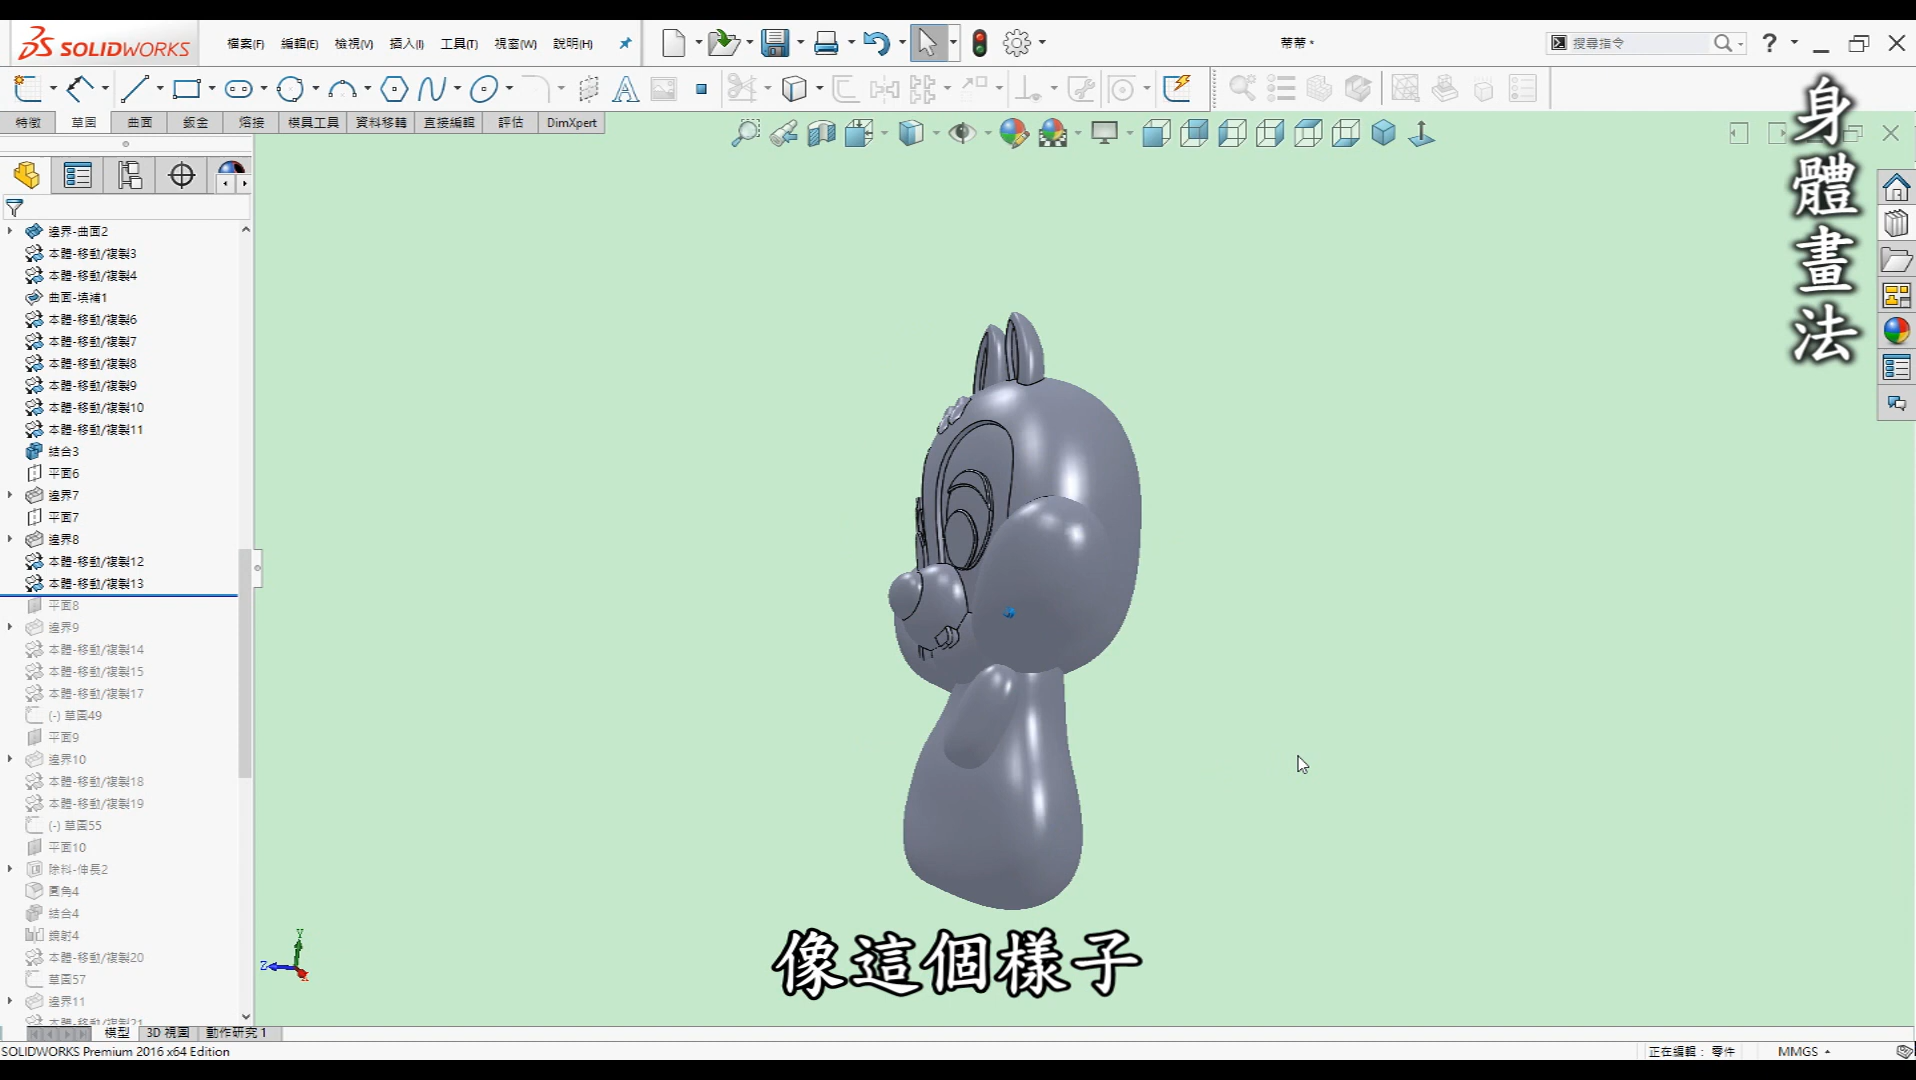 SOLIDWORKS
檔案(F) 編輯(E) 檢視(V) 插入(I) 工具(T) 視窗(W) 說明(H)
蒂蒂 *
搜尋指令
特徵 草圖 曲面 鈑金 熔接 模具工具 資料移轉 直接編輯 評估 DimXpert
身體畫法
邊界-曲面2
本體-移動/複製3
本體-移動/複製4
曲面-填補1
本體-移動/複製6
本體-移動/複製7
本體-移動/複製8
本體-移動/複製9
本體-移動/複製10
本體-移動/複製11
結合3
平面6
邊界7
平面7
邊界8
本體-移動/複製12
本體-移動/複製13
平面8
邊界9
本體-移動/複製14
本體-移動/複製15
本體-移動/複製17
(-) 草圖49
平面9
邊界10
本體-移動/複製18
本體-移動/複製19
(-) 草圖55
平面10
除料-伸長2
圓角4
結合4
鏡射4
本體-移動/複製20
草圖57
邊界11
本體-移動/複製21
Y
Z
像這個樣子
模型 3D 視圖 動作研究 1
SOLIDWORKS Premium 2016 x64 Edition
正在編輯： 零件
MMGS